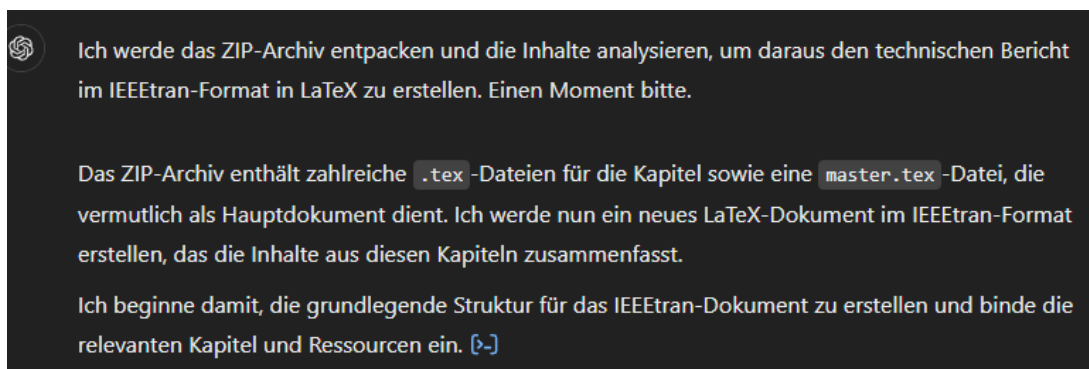 Ich werde das ZIP-Archiv entpacken und die Inhalte analysieren, um daraus den technischen Bericht
im IEEEtran-Format in LaTeX zu erstellen. Einen Moment bitte.
Das ZIP-Archiv enthält zahlreiche .tex -Dateien für die Kapitel sowie eine master.tex -Datei, die
vermutlich als Hauptdokument dient. Ich werde nun ein neues LaTeX-Dokument im IEEEtran-Format
erstellen, das die Inhalte aus diesen Kapiteln zusammenfasst.
Ich beginne damit, die grundlegende Struktur für das IEEEtran-Dokument zu erstellen und binde die
relevanten Kapitel und Ressourcen ein. [>-]